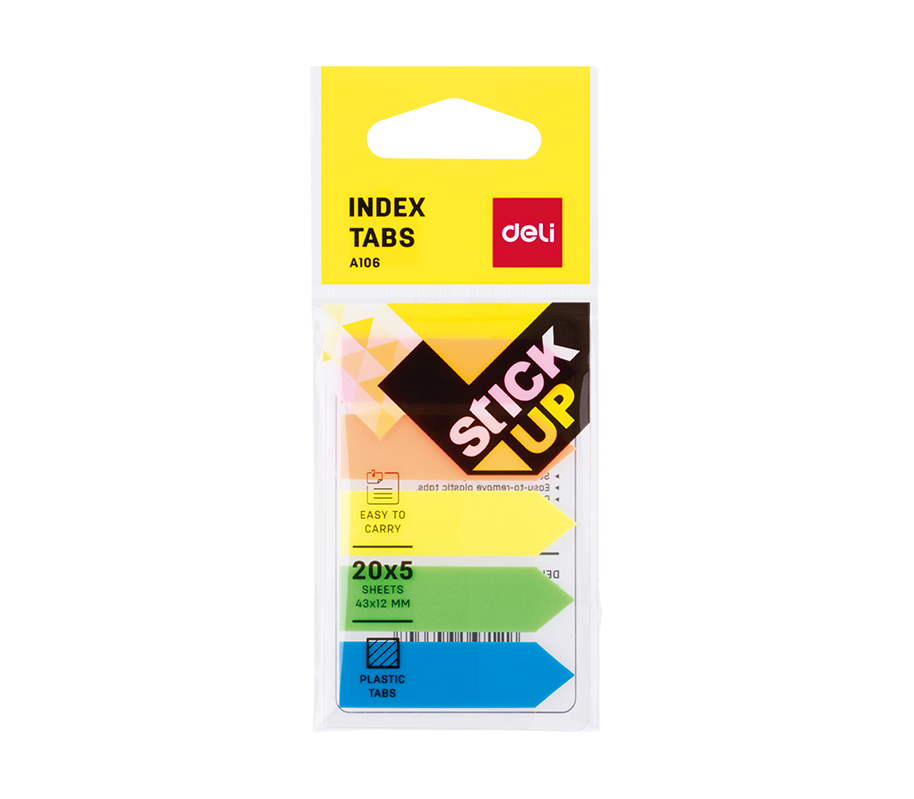 INDEX
TABS
A106
deli
STICK
UP
Easy-to-remove plastic tabs.
EASY TO
CARRY
20x5
SHEETS
43x12 MM
PLASTIC
TABS